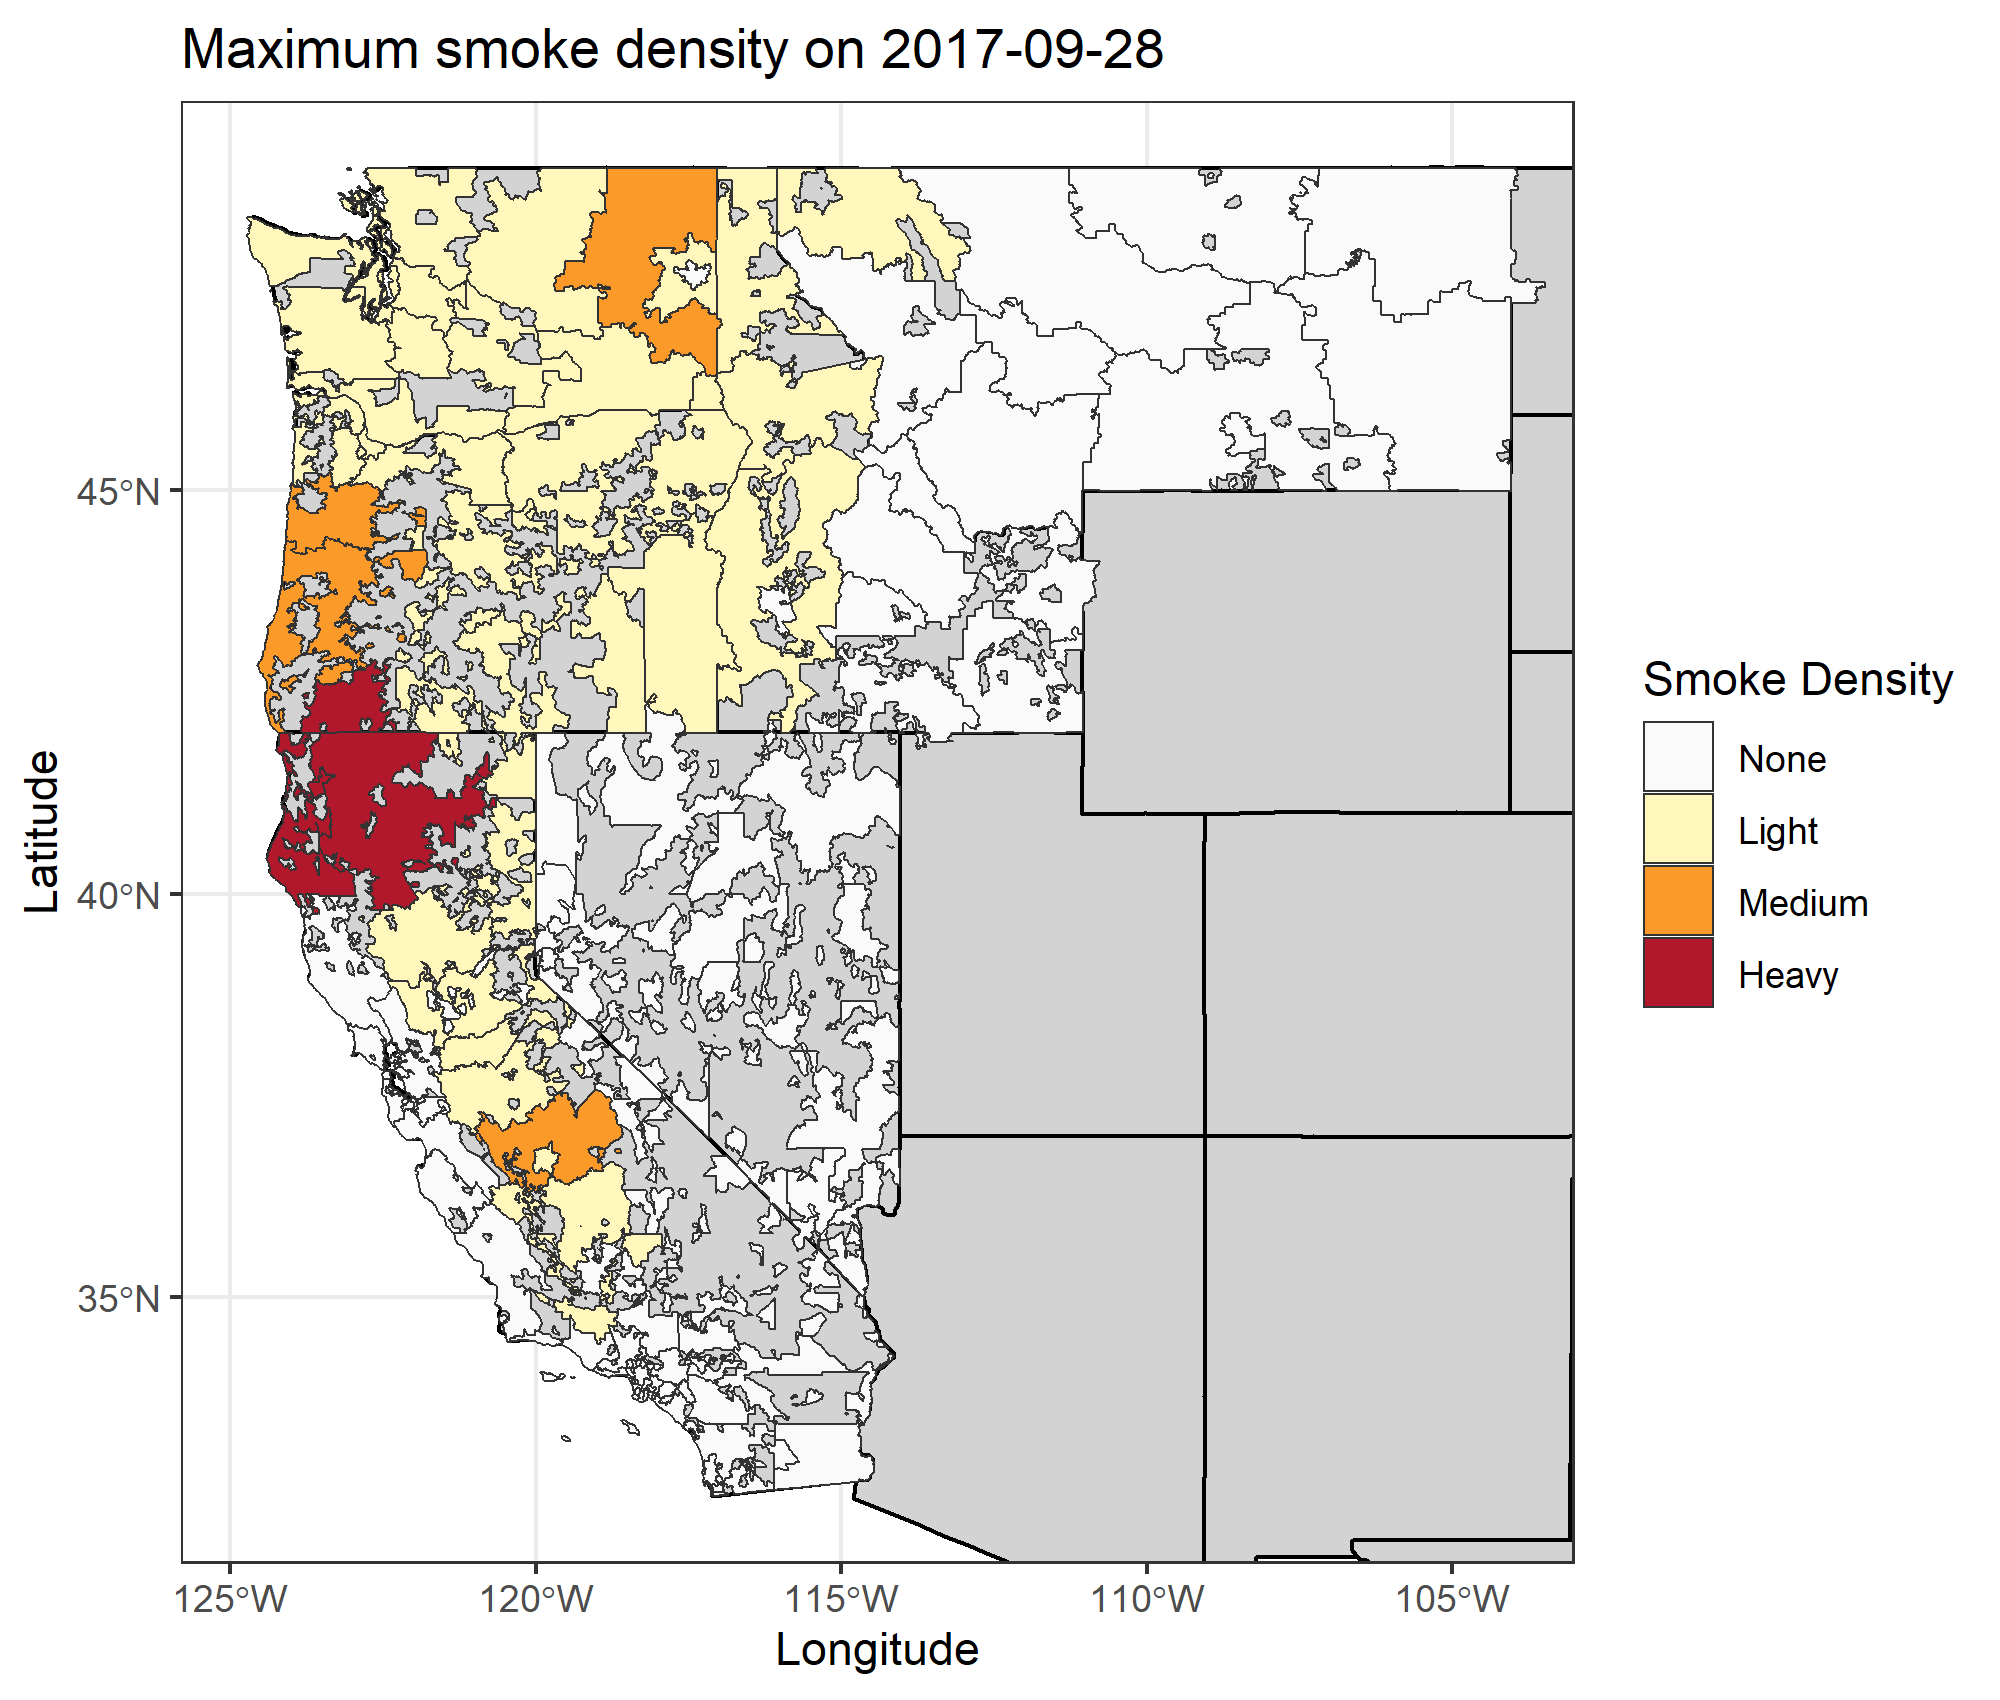 Maximum smoke density on 2017-09-28
45°N
40°N
35°N
Latitude
125°W
120°W
115°W
110°W
105°W
Longitude
Smoke Density
None
Light
Medium
Heavy